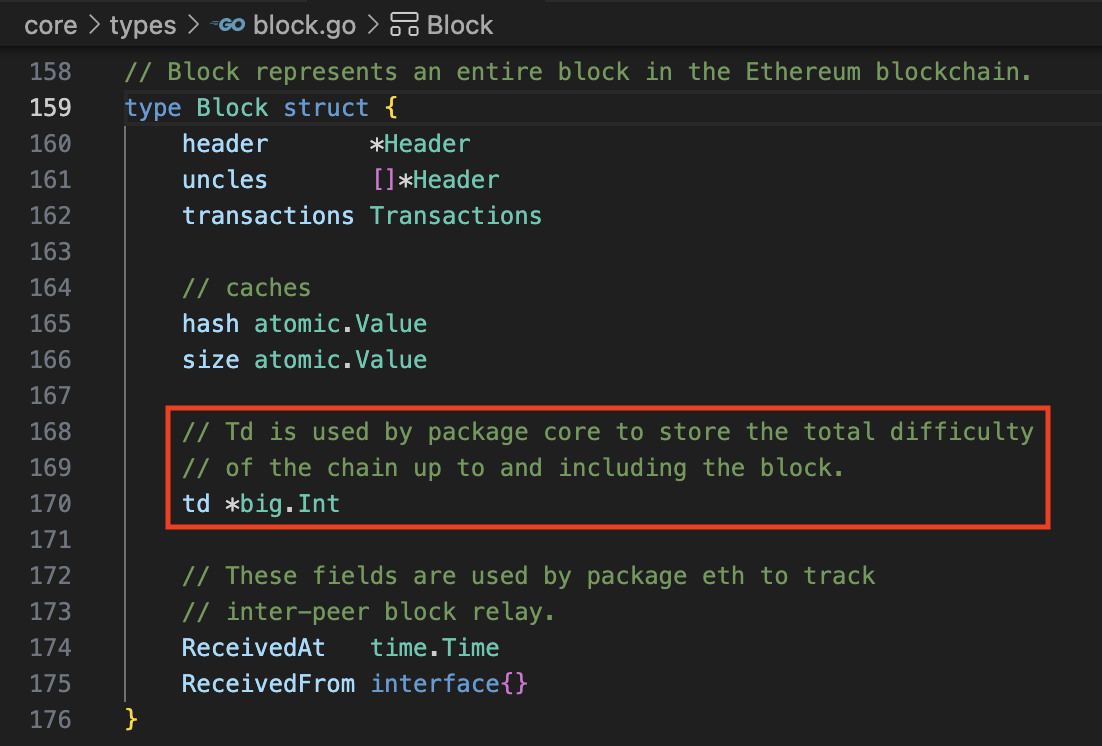 core > types > GO block.go > Block
158 // Block represents an entire block in the Ethereum blockchain.
159 type Block struct {
160 header *Header
161 uncles []*Header
162 transactions Transactions
163
164 // caches
165 hash atomic.Value
166 size atomic.Value
167
168 // Td is used by package core to store the total difficulty
169 // of the chain up to and including the block.
170 td *big.Int
171
172 // These fields are used by package eth to track
173 // inter-peer block relay.
174 ReceivedAt time.Time
175 ReceivedFrom interface{}
176 }